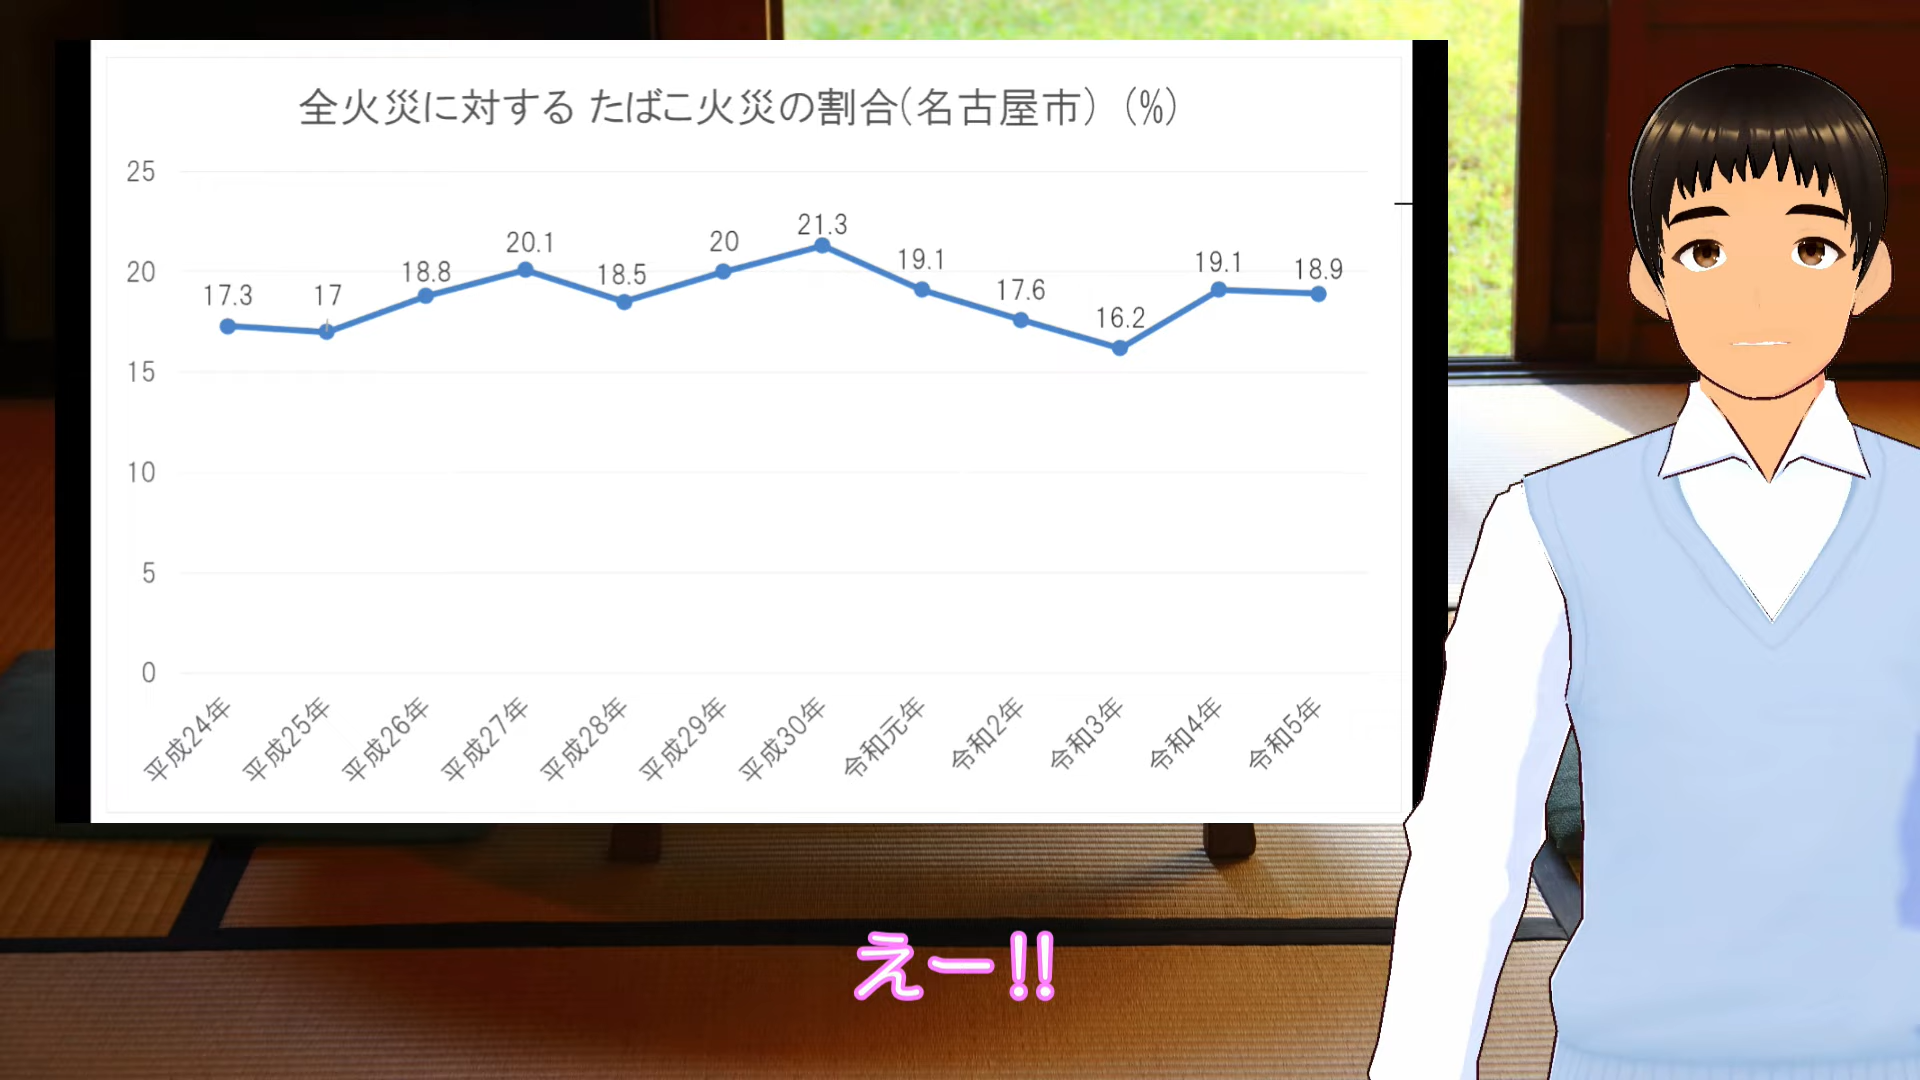 全火災に対する たばこ火災の割合(名古屋市) (%)
25
20
15
10
5
0
17.3
17
18.8
20.1
18.5
20
21.3
19.1
17.6
16.2
19.1
18.9
平成24年
平成25年
平成26年
平成27年
平成28年
平成29年
平成30年
令和元年
令和2年
令和3年
令和4年
令和5年
えー!!